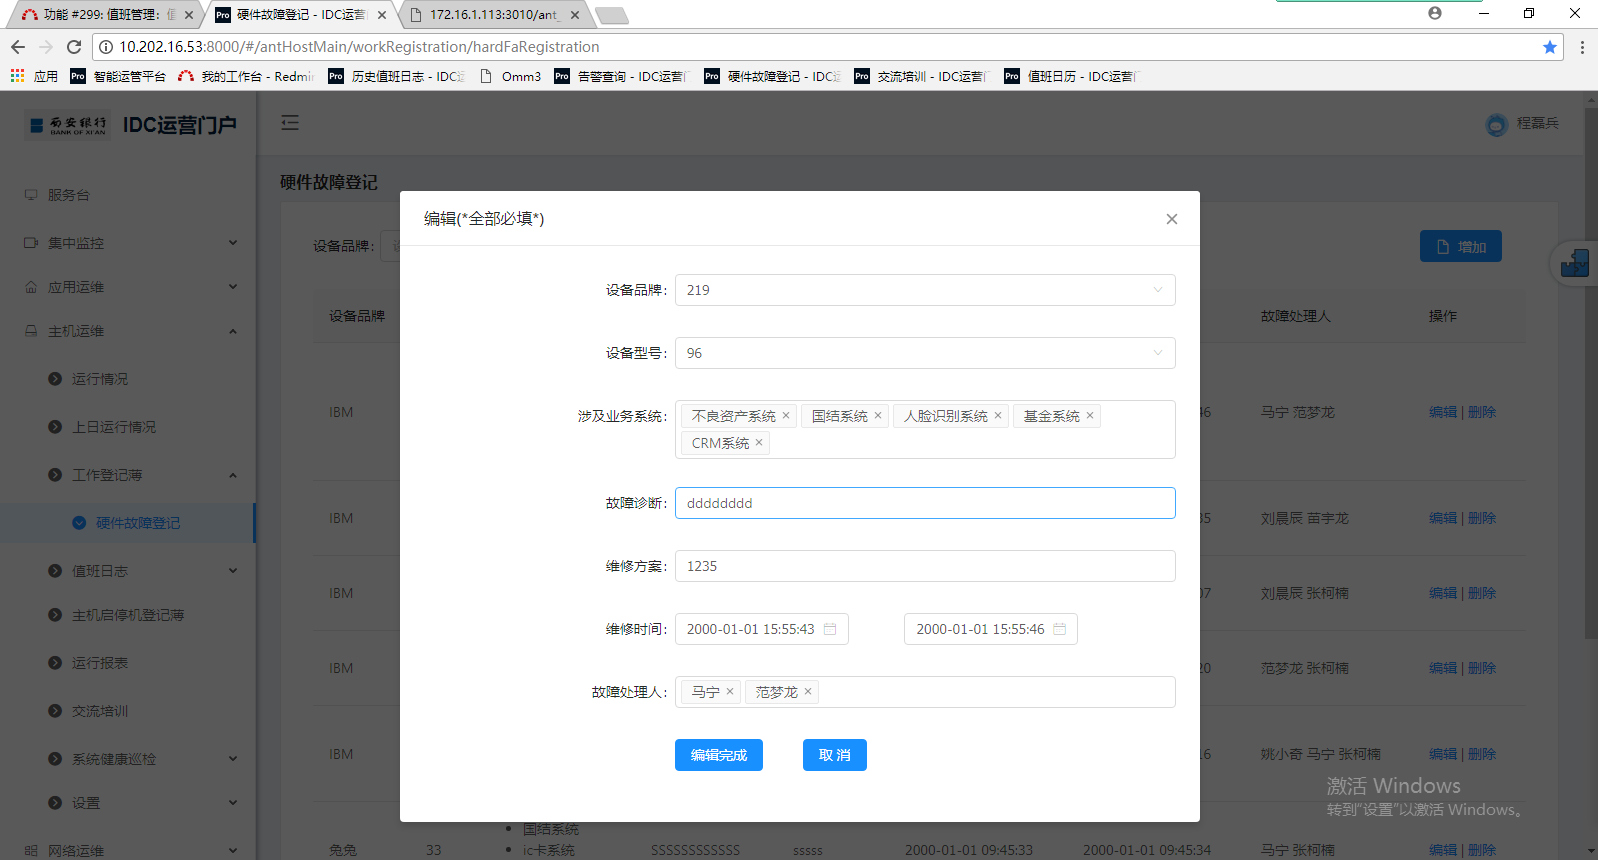 功能 #299: 值班管理：值
硬件故障登记 - IDC运营
172.16.1.113:3010/ant_
10.202.16.53:8000/#/antHostMain/workRegistration/hardFaRegistration
应用
智能运管平台
我的工作台 - Redmi
历史值班日志 - IDC运
Omm3
告警查询 - IDC运营
硬件故障登记 - IDC运
交流培训 - IDC运营
值班日历 - IDC运营
西安银行
BANK OF XI'AN
IDC运营门户
程磊兵
服务台
集中监控
应用运维
主机运维
运行情况
上日运行情况
工作登记薄
硬件故障登记
值班日志
主机启停机登记薄
运行报表
交流培训
系统健康巡检
设置
网络运维
硬件故障登记
设备品牌:
增加
设备品牌
故障处理人
操作
IBM
46
马宁 范梦龙
编辑 | 删除
IBM
35
刘晨辰 苗宇龙
编辑 | 删除
IBM
07
刘晨辰 张柯楠
编辑 | 删除
IBM
20
范梦龙 张柯楠
编辑 | 删除
IBM
16
姚小奇 马宁 张柯楠
编辑 | 删除
国结系统
兔兔
33
ic卡系统
SSSSSSSSSSSSS
sssss
2000-01-01 09:45:33
2000-01-01 09:45:34
马宁 张柯楠
编辑 | 删除
编辑(*全部必填*)
设备品牌:
219
设备型号:
96
涉及业务系统:
不良资产系统
国结系统
人脸识别系统
基金系统
CRM系统
故障诊断:
dddddddd
维修方案:
1235
维修时间:
2000-01-01 15:55:43
2000-01-01 15:55:46
故障处理人:
马宁
范梦龙
编辑完成
取 消
激活 Windows
转到"设置"以激活 Windows。